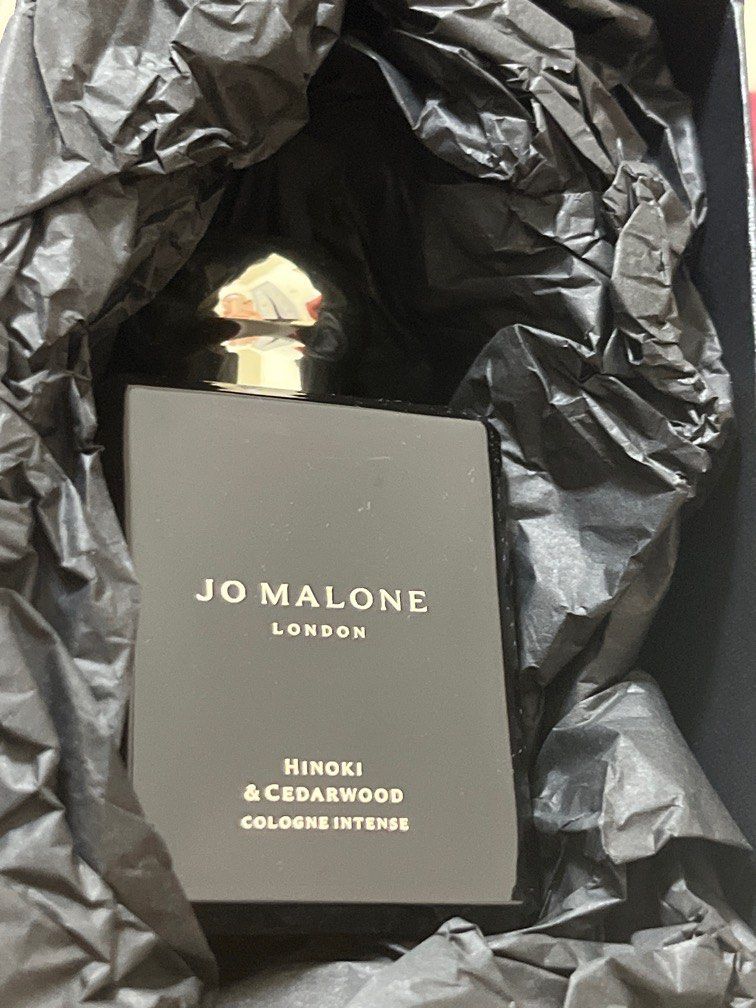 JO MALONE
LONDON
HINOKI
& CEDARWOOD
COLOGNE INTENSE